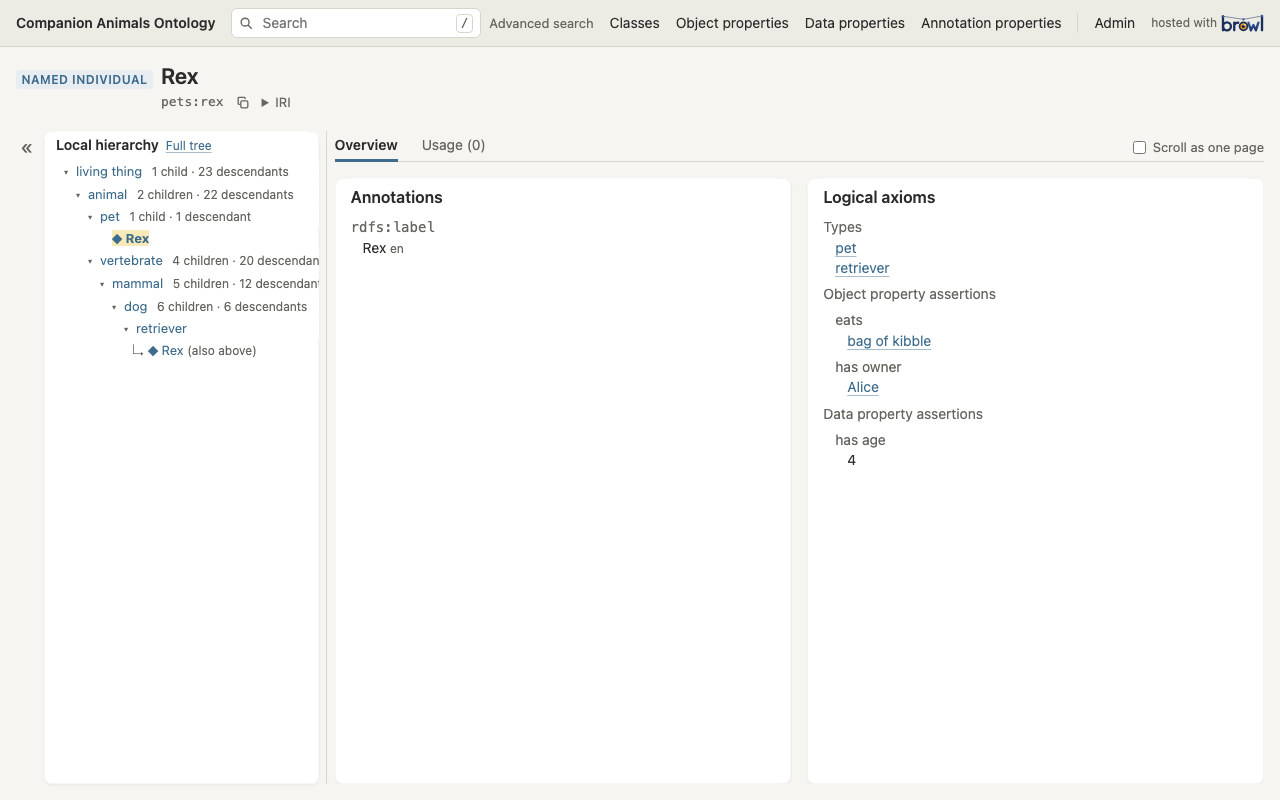 Companion Animals Ontology Search / Advanced search Classes Object properties Data properties Annotation properties Admin hosted with browl
NAMED INDIVIDUAL Rex
pets:rex IRI
« Local hierarchy Full tree
living thing 1 child · 23 descendants
animal 2 children · 22 descendants
pet 1 child · 1 descendant
Rex
vertebrate 4 children · 20 descendan
mammal 5 children · 12 descendant
dog 6 children · 6 descendants
retriever
Rex (also above)
Overview Usage (0) Scroll as one page
Annotations
rdfs:label
Rex en
Logical axioms
Types
pet
retriever
Object property assertions
eats
bag of kibble
has owner
Alice
Data property assertions
has age
4